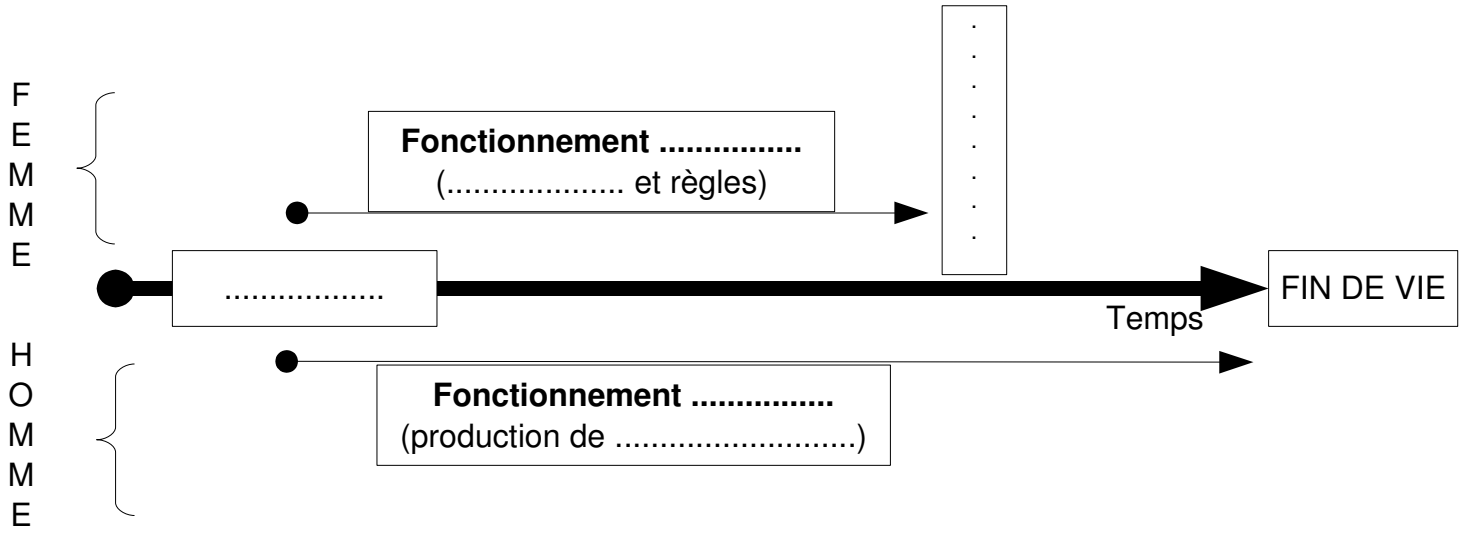 F
E
M
M
E
Fonctionnement ................
(.................... et règles)
.
.
.
.
.
.
.
.
..................
FIN DE VIE
Temps
H
O
M
M
E
Fonctionnement ................
(production de ...........................)